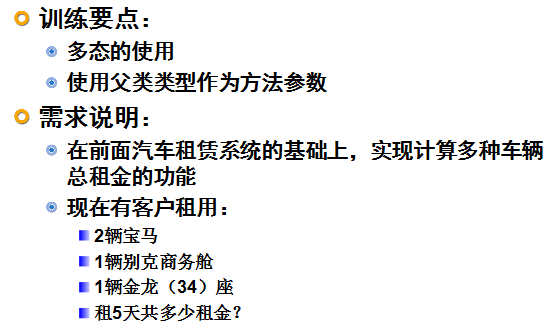 训练要点：
多态的使用
使用父类类型作为方法参数
需求说明：
在前面汽车租赁系统的基础上，实现计算多种车辆
总租金的功能
现在有客户租用：
2辆宝马
1辆别克商务舱
1辆金龙（34）座
租5天共多少租金？